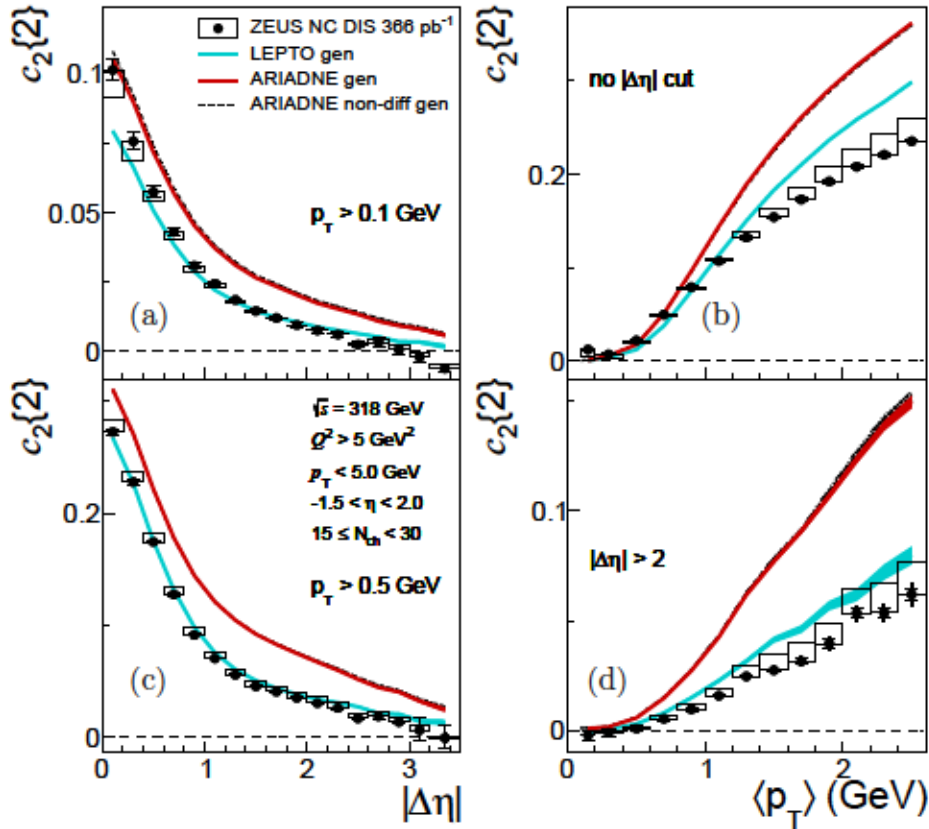 c₂{2}
ZEUS NC DIS 366 pb⁻¹
LEPTO gen
ARIADNE gen
ARIADNE non-diff gen
0.1
0.05
0
p_T > 0.1 GeV
(a)
c₂{2}
no |Δη| cut
0.2
0
(b)
c₂{2}
√s = 318 GeV
Q² > 5 GeV²
p_T < 5.0 GeV
-1.5 < η < 2.0
15 ≤ N_ch < 30
p_T > 0.5 GeV
0.2
0
(c)
0 1 2 3
|Δη|
c₂{2}
0.1
0
|Δη| > 2
(d)
0 1 2
⟨p_T⟩ (GeV)